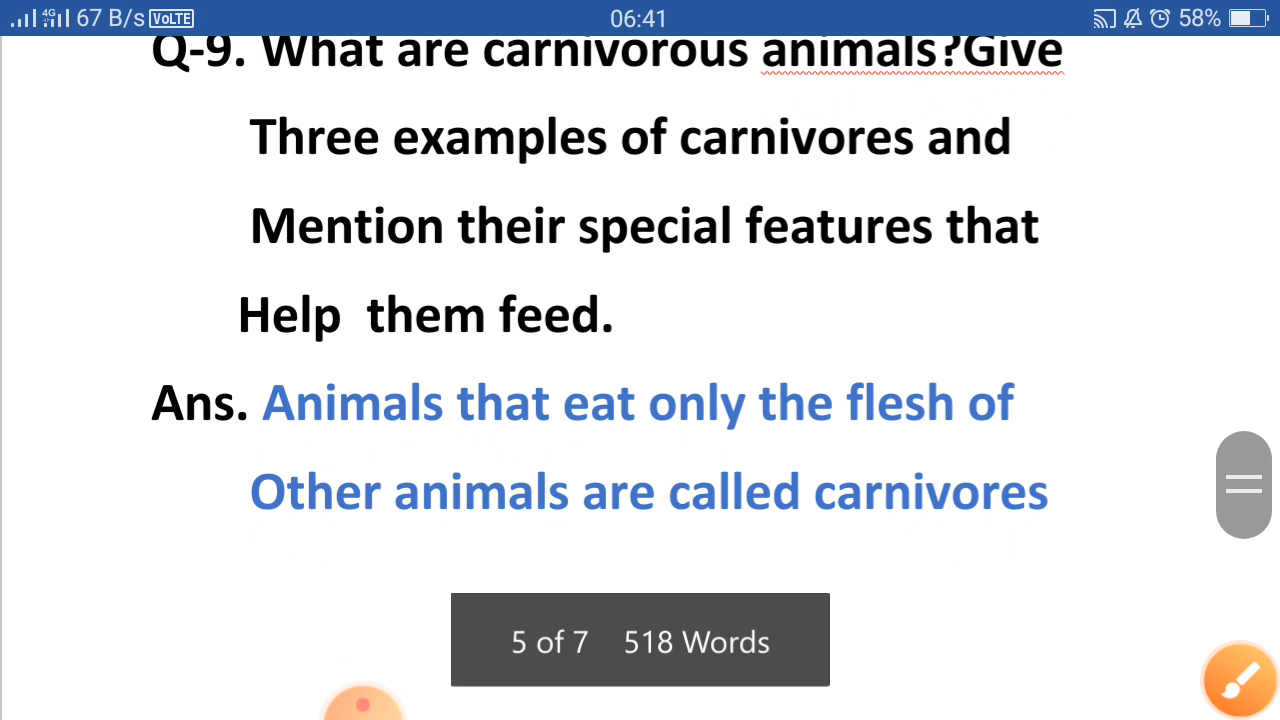 4G 67 B/s VoLTE 06:41 58%
Q-9. What are carnivorous animals?Give
Three examples of carnivores and
Mention their special features that
Help  them feed.
Ans. Animals that eat only the flesh of
Other animals are called carnivores
5 of 7 518 Words